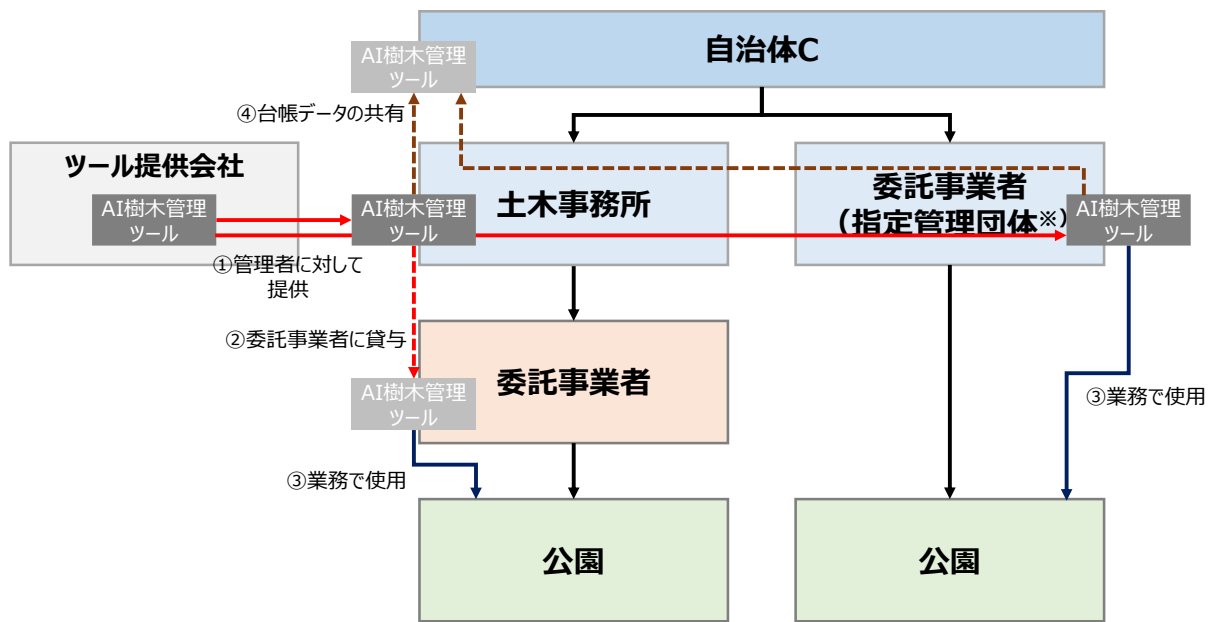 自治体C
AI樹木管理
ツール
④台帳データの共有
ツール提供会社
AI樹木管理
ツール
AI樹木管理
ツール
土木事務所
委託事業者
（指定管理団体※）
AI樹木管理
ツール
①管理者に対して
提供
②委託事業者に貸与
委託事業者
AI樹木管理
ツール
③業務で使用
③業務で使用
公園
公園